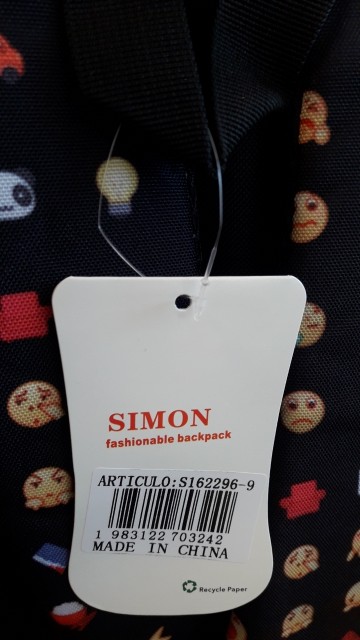 SIMON
fashionable backpack
ARTICULO:S162296-9
1 983122 703242
MADE IN CHINA
Recycle Paper